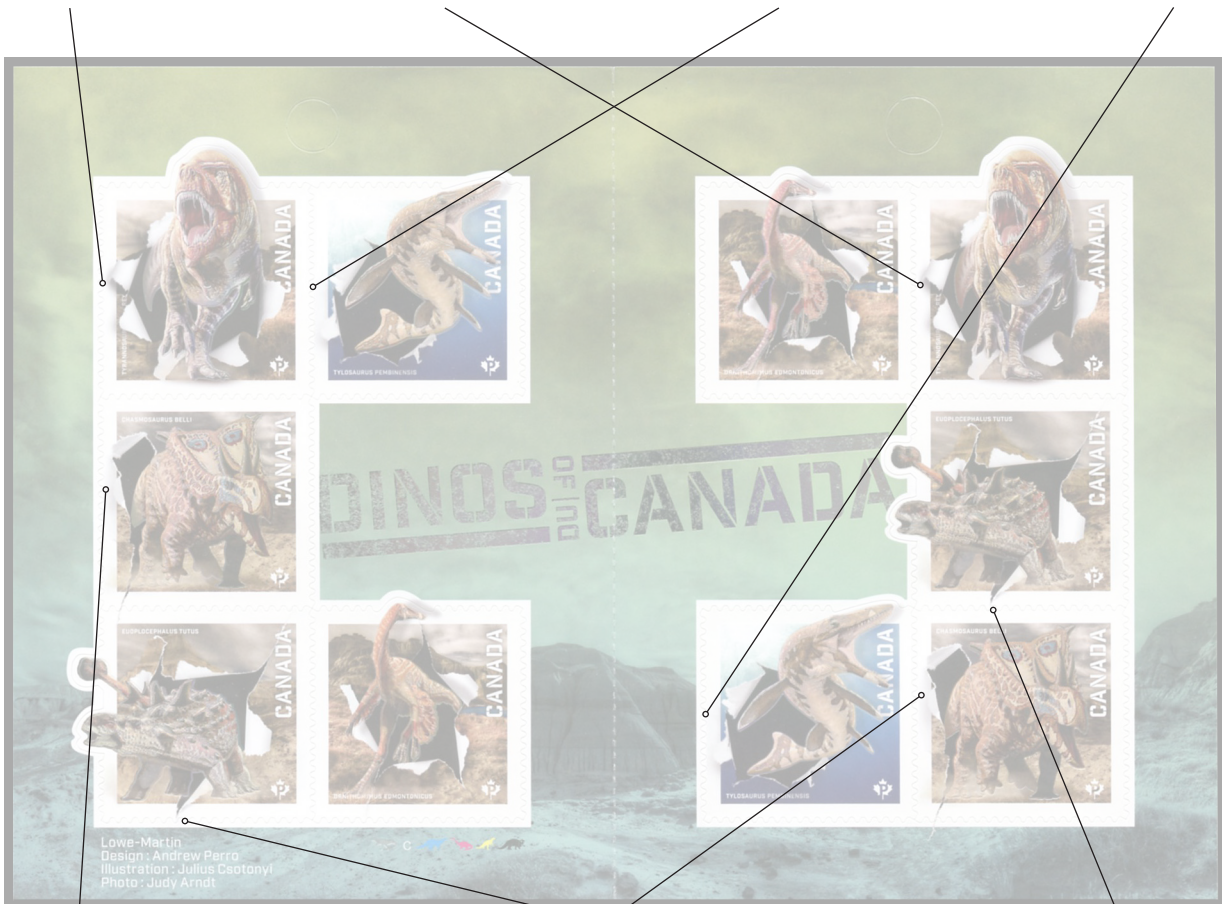 CANADA
CANADA
TYLOSAURUS PEMBINENSIS
P
P
CANADA
CANADA
ORNITHOMIMUS EDMONTONICUS
P
P
CHASMOSAURUS BELLI
CANADA
P
DINOS OF|DU CANADA
EUOPLOCEPHALUS TUTUS
CANADA
P
EUOPLOCEPHALUS TUTUS
CANADA
P
CANADA
ORNITHOMIMUS EDMONTONICUS
P
CANADA
TYLOSAURUS PEMBINENSIS
CHASMOSAURUS BELLI
CANADA
P
Lowe-Martin
Design : Andrew Perro
Illustration : Julius Csotonyi
Photo : Judy Arndt
C